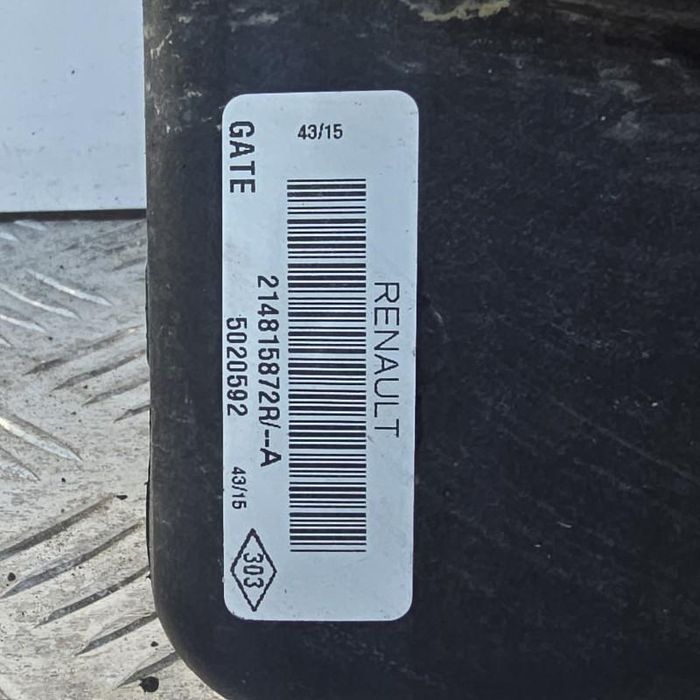 43/15
RENAULT
214815872R/--A
GATE
5020592
43/15
303